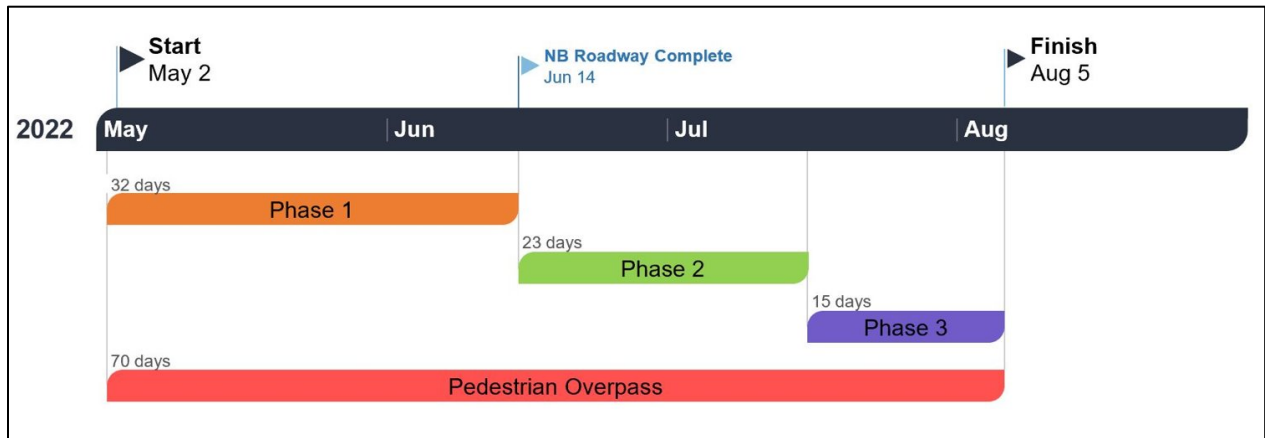 Start
May 2
NB Roadway Complete
Jun 14
Finish
Aug 5
2022 May Jun Jul Aug
32 days
Phase 1
23 days
Phase 2
15 days
Phase 3
70 days
Pedestrian Overpass